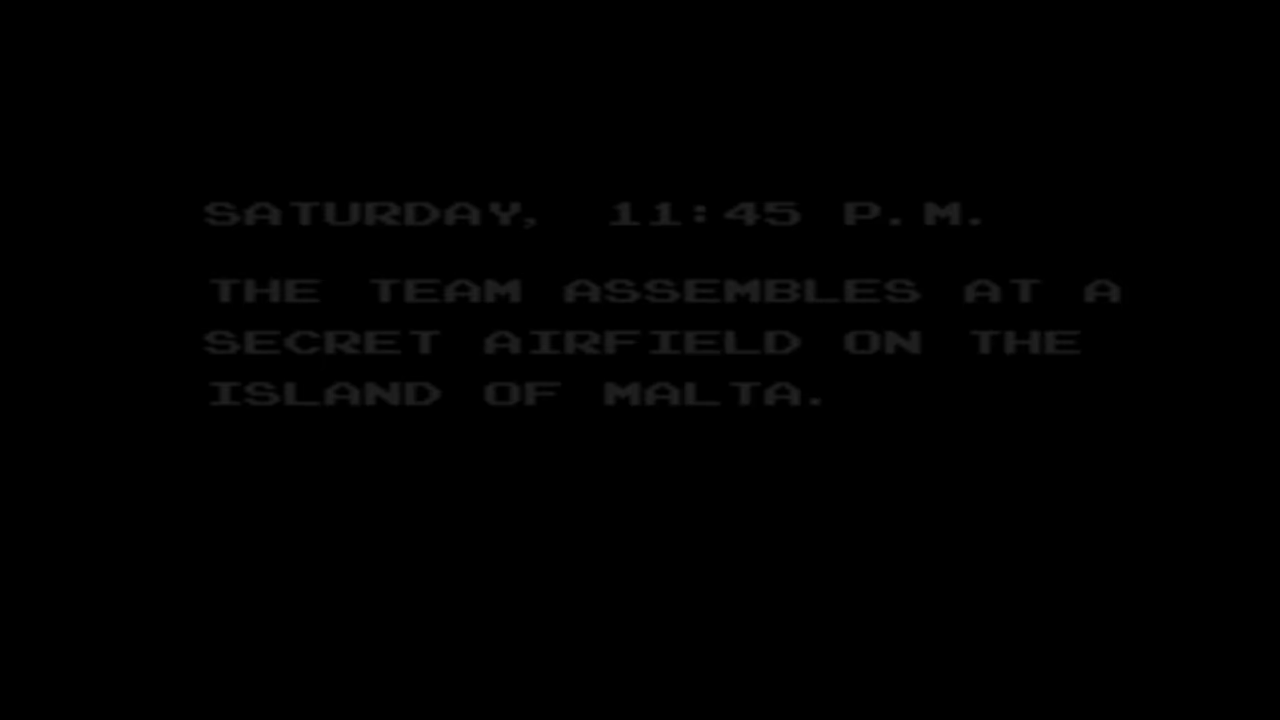 SATURDAY, 11:45 P.M.
THE TEAM ASSEMBLES AT A
SECRET AIRFIELD ON THE
ISLAND OF MALTA.